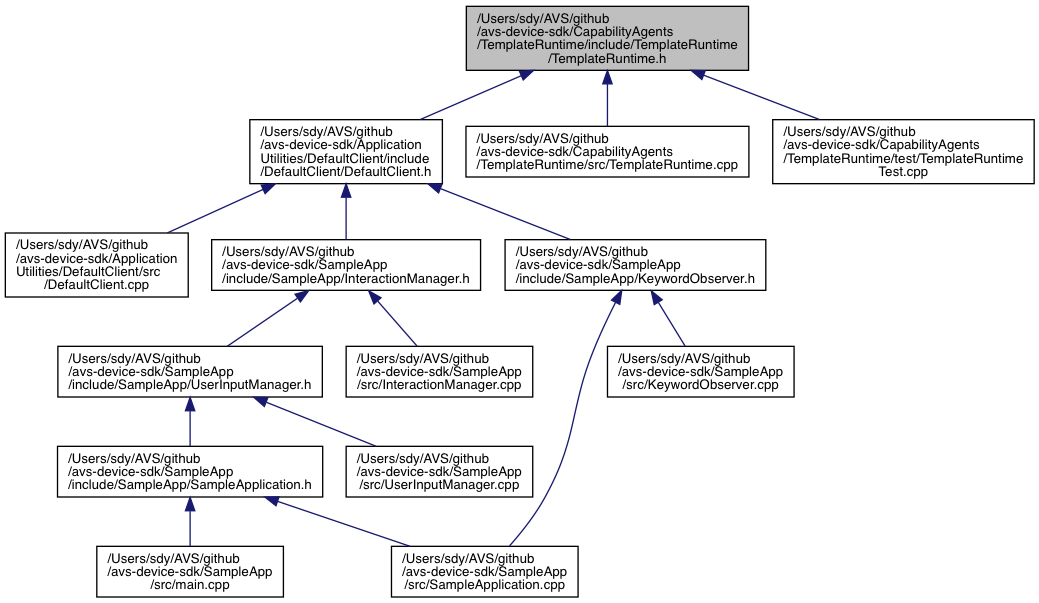 /Users/sdy/AVS/github
/avs-device-sdk/CapabilityAgents
/TemplateRuntime/include/TemplateRuntime
/TemplateRuntime.h
/Users/sdy/AVS/github
/avs-device-sdk/Application
Utilities/DefaultClient/include
/DefaultClient/DefaultClient.h
/Users/sdy/AVS/github
/avs-device-sdk/CapabilityAgents
/TemplateRuntime/src/TemplateRuntime.cpp
/Users/sdy/AVS/github
/avs-device-sdk/CapabilityAgents
/TemplateRuntime/test/TemplateRuntime
Test.cpp
/Users/sdy/AVS/github
/avs-device-sdk/Application
Utilities/DefaultClient/src
/DefaultClient.cpp
/Users/sdy/AVS/github
/avs-device-sdk/SampleApp
/include/SampleApp/InteractionManager.h
/Users/sdy/AVS/github
/avs-device-sdk/SampleApp
/include/SampleApp/KeywordObserver.h
/Users/sdy/AVS/github
/avs-device-sdk/SampleApp
/include/SampleApp/UserInputManager.h
/Users/sdy/AVS/github
/avs-device-sdk/SampleApp
/src/InteractionManager.cpp
/Users/sdy/AVS/github
/avs-device-sdk/SampleApp
/src/KeywordObserver.cpp
/Users/sdy/AVS/github
/avs-device-sdk/SampleApp
/include/SampleApp/SampleApplication.h
/Users/sdy/AVS/github
/avs-device-sdk/SampleApp
/src/UserInputManager.cpp
/Users/sdy/AVS/github
/avs-device-sdk/SampleApp
/src/main.cpp
/Users/sdy/AVS/github
/avs-device-sdk/SampleApp
/src/SampleApplication.cpp